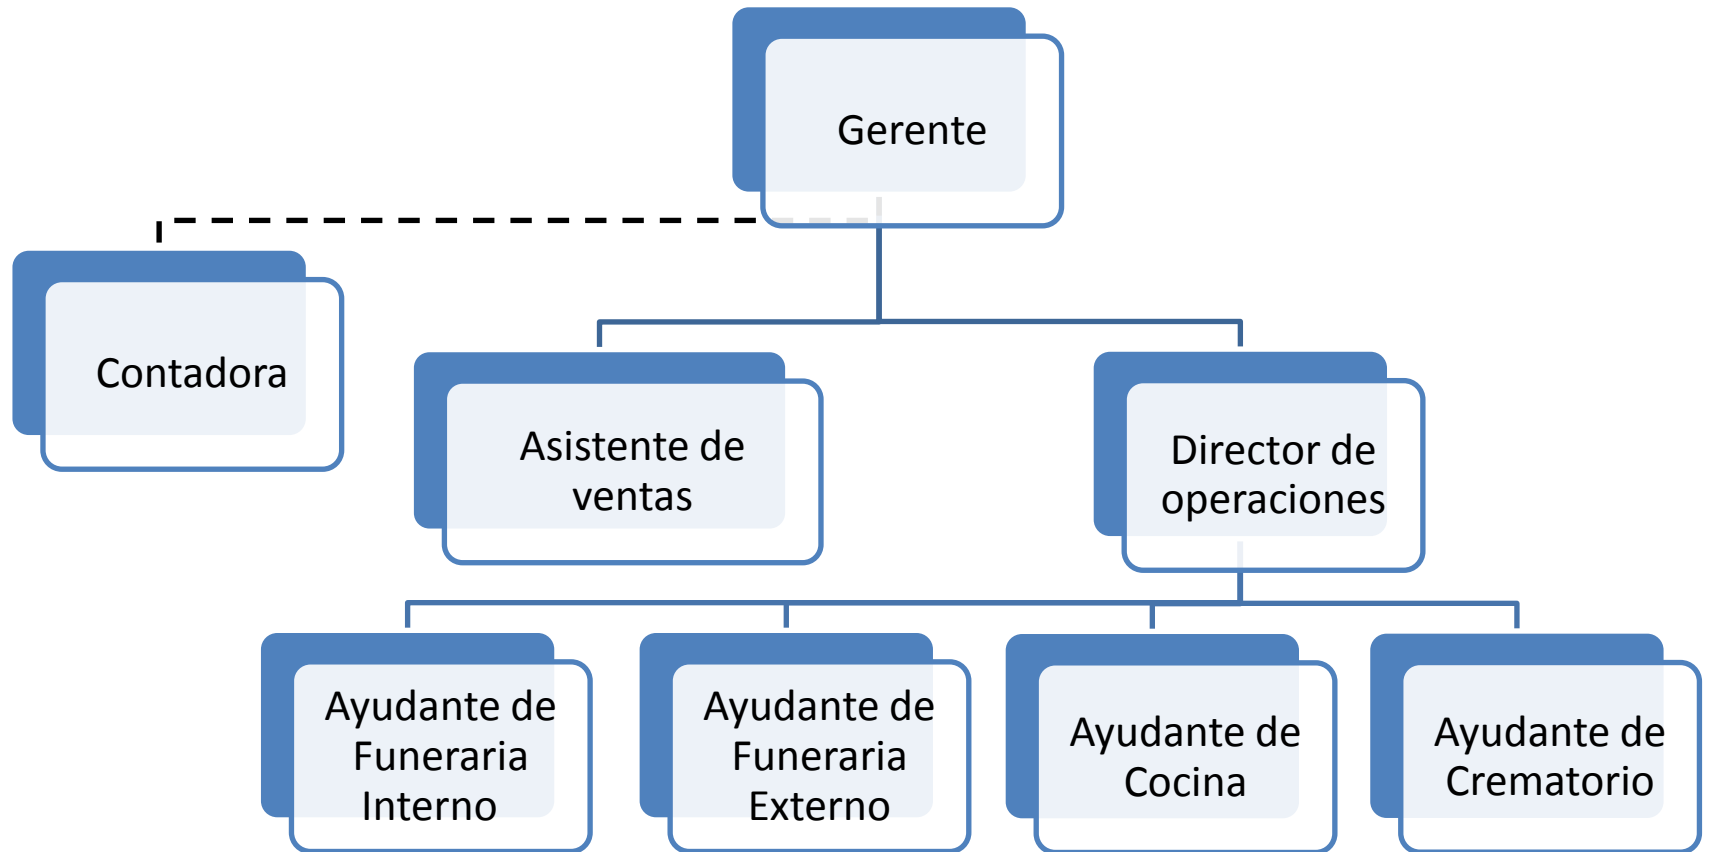 Gerente
Contadora
Asistente de
ventas
Director de
operaciones
Ayudante de
Funeraria
Interno
Ayudante de
Funeraria
Externo
Ayudante de
Cocina
Ayudante de
Crematorio